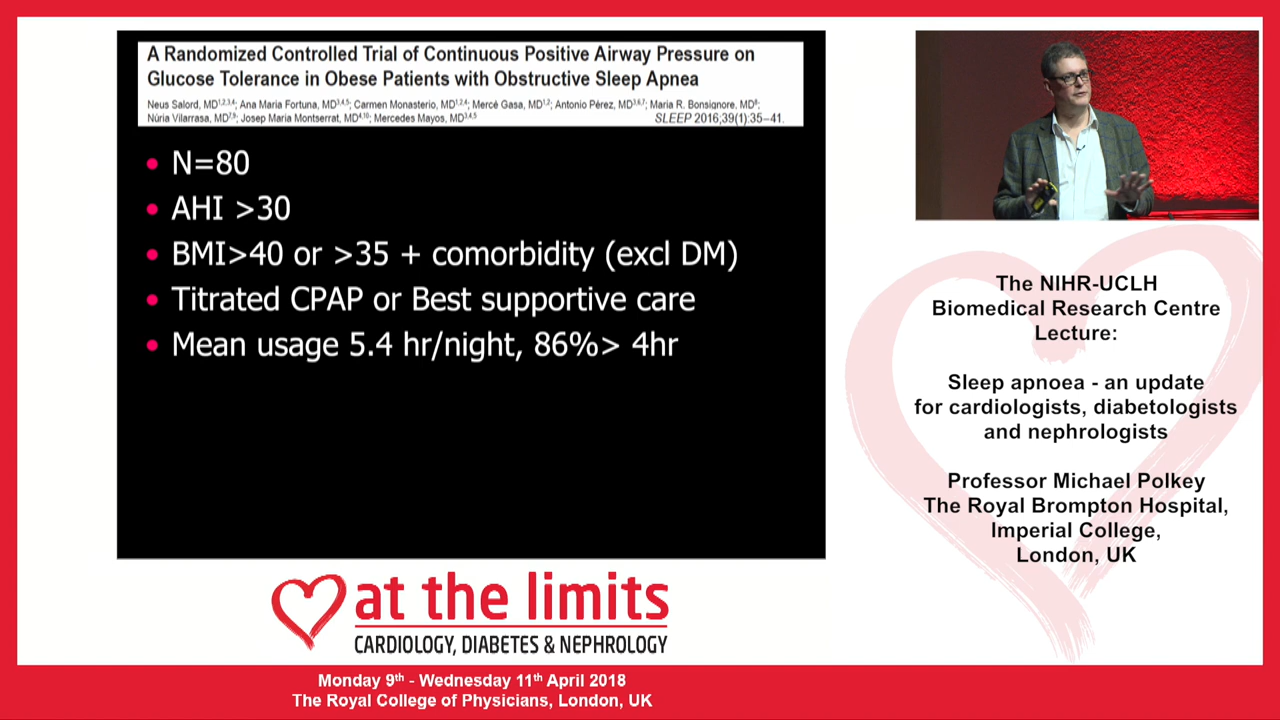 A Randomized Controlled Trial of Continuous Positive Airway Pressure on
Glucose Tolerance in Obese Patients with Obstructive Sleep Apnea
Neus Salord, MD1,2,3,4; Ana Maria Fortuna, MD3,4,5; Carmen Monasterio, MD1,2,4; Mercè Gasa, MD1,2; Antonio Pérez, MD3,6,7; Maria R. Bonsignore, MD8;
Núria Vilarrasa, MD7,9; Josep Maria Montserrat, MD4,10; Mercedes Mayos, MD3,4,5
SLEEP 2016;39(1):35–41.
• N=80
• AHI >30
• BMI>40 or >35 + comorbidity (excl DM)
• Titrated CPAP or Best supportive care
• Mean usage 5.4 hr/night, 86%> 4hr
The NIHR-UCLH
Biomedical Research Centre
Lecture:
Sleep apnoea - an update
for cardiologists, diabetologists
and nephrologists
Professor Michael Polkey
The Royal Brompton Hospital,
Imperial College,
London, UK
at the limits
CARDIOLOGY, DIABETES & NEPHROLOGY
Monday 9th - Wednesday 11th April 2018
The Royal College of Physicians, London, UK